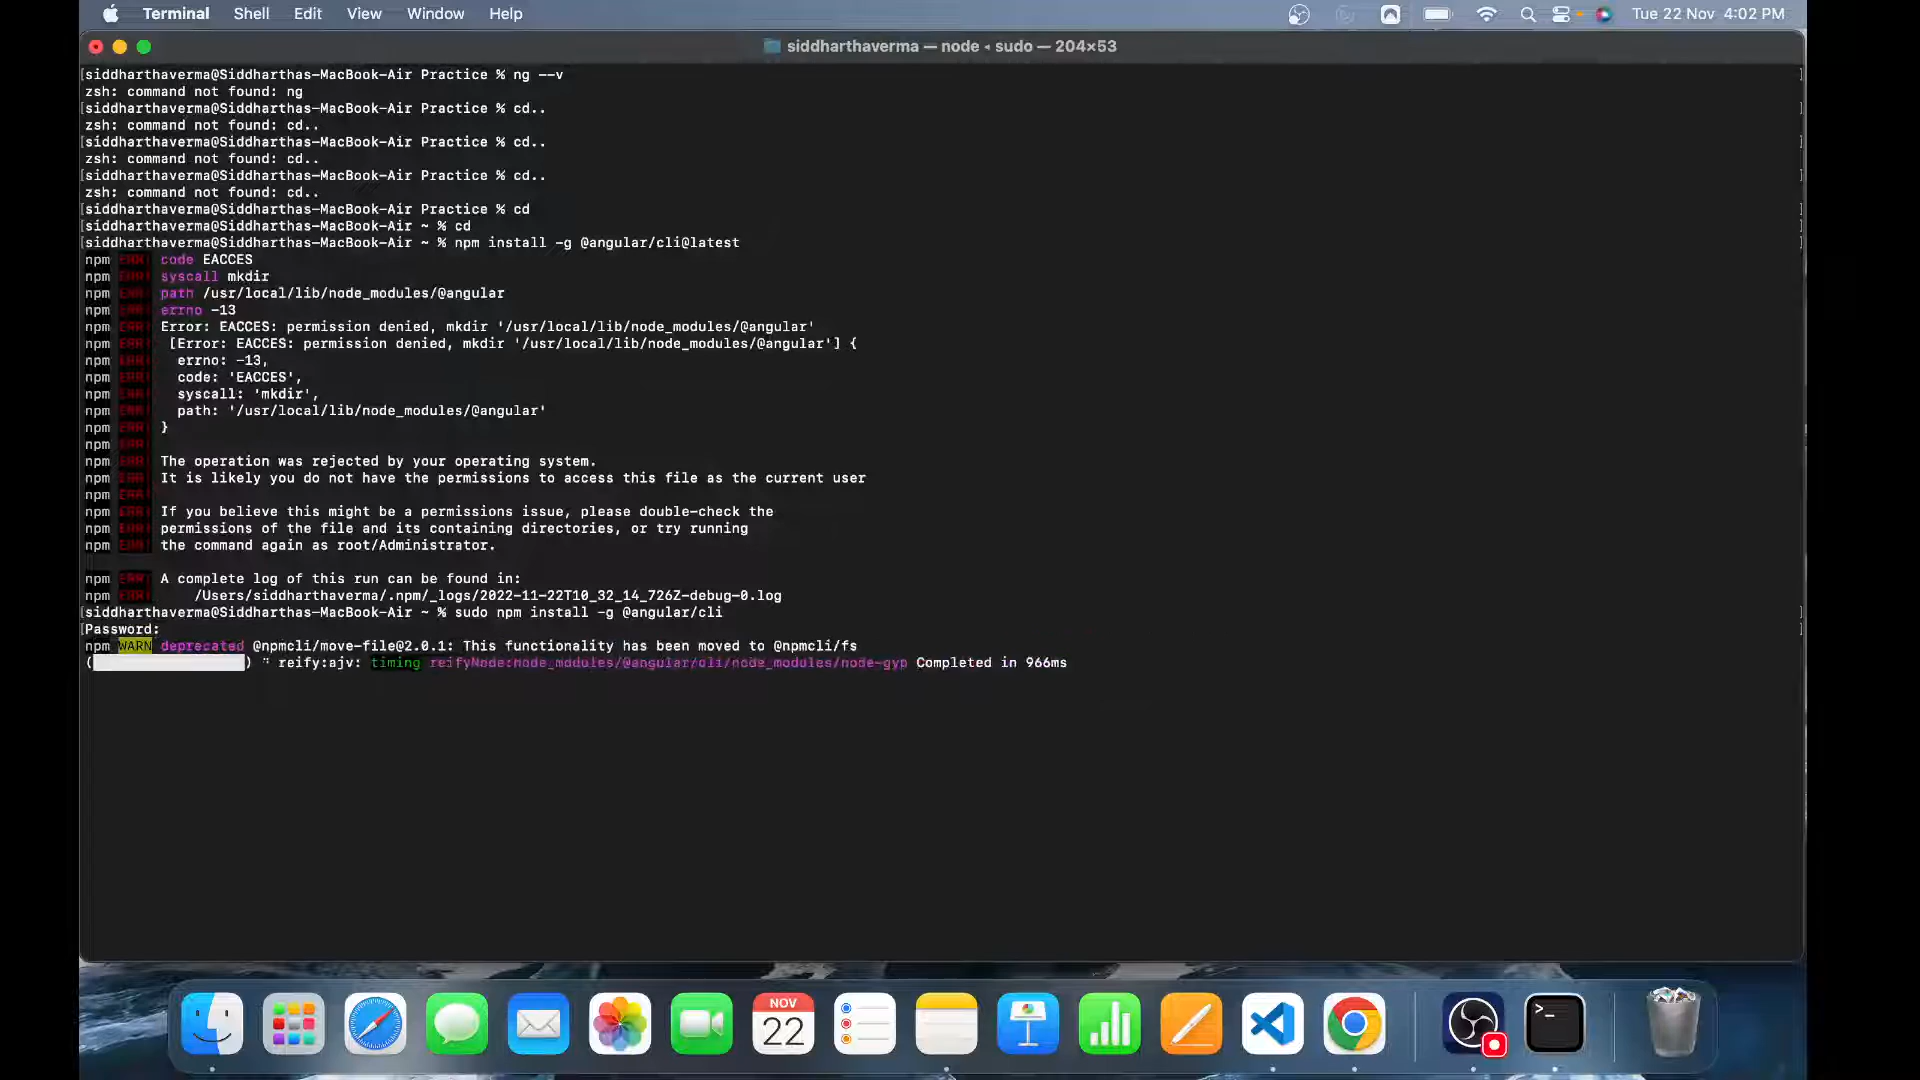 Terminal Shell Edit View Window Help Tue 22 Nov 4:02 PM
siddharthaverma — node ◂ sudo — 204×53
[siddharthaverma@Siddharthas-MacBook-Air Practice % ng --v ]
zsh: command not found: ng
[siddharthaverma@Siddharthas-MacBook-Air Practice % cd.. ]
zsh: command not found: cd..
[siddharthaverma@Siddharthas-MacBook-Air Practice % cd.. ]
zsh: command not found: cd..
[siddharthaverma@Siddharthas-MacBook-Air Practice % cd.. ]
zsh: command not found: cd..
[siddharthaverma@Siddharthas-MacBook-Air Practice % cd ]
[siddharthaverma@Siddharthas-MacBook-Air ~ % cd ]
[siddharthaverma@Siddharthas-MacBook-Air ~ % npm install -g @angular/cli@latest ]
npm ERR! code EACCES
npm ERR! syscall mkdir
npm ERR! path /usr/local/lib/node_modules/@angular
npm ERR! errno -13
npm ERR! Error: EACCES: permission denied, mkdir '/usr/local/lib/node_modules/@angular'
npm ERR!  [Error: EACCES: permission denied, mkdir '/usr/local/lib/node_modules/@angular'] {
npm ERR!   errno: -13,
npm ERR!   code: 'EACCES',
npm ERR!   syscall: 'mkdir',
npm ERR!   path: '/usr/local/lib/node_modules/@angular'
npm ERR! }
npm ERR!
npm ERR! The operation was rejected by your operating system.
npm ERR! It is likely you do not have the permissions to access this file as the current user
npm ERR!
npm ERR! If you believe this might be a permissions issue, please double-check the
npm ERR! permissions of the file and its containing directories, or try running
npm ERR! the command again as root/Administrator.
npm ERR! A complete log of this run can be found in:
npm ERR!     /Users/siddharthaverma/.npm/_logs/2022-11-22T10_32_14_726Z-debug-0.log
[siddharthaverma@Siddharthas-MacBook-Air ~ % sudo npm install -g @angular/cli ]
[Password: ]
npm WARN deprecated @npmcli/move-file@2.0.1: This functionality has been moved to @npmcli/fs
( ) reify:ajv: timing reifyNode:node_modules/@angular/cli/node_modules/node-gyp Completed in 966ms
NOV
22
>_